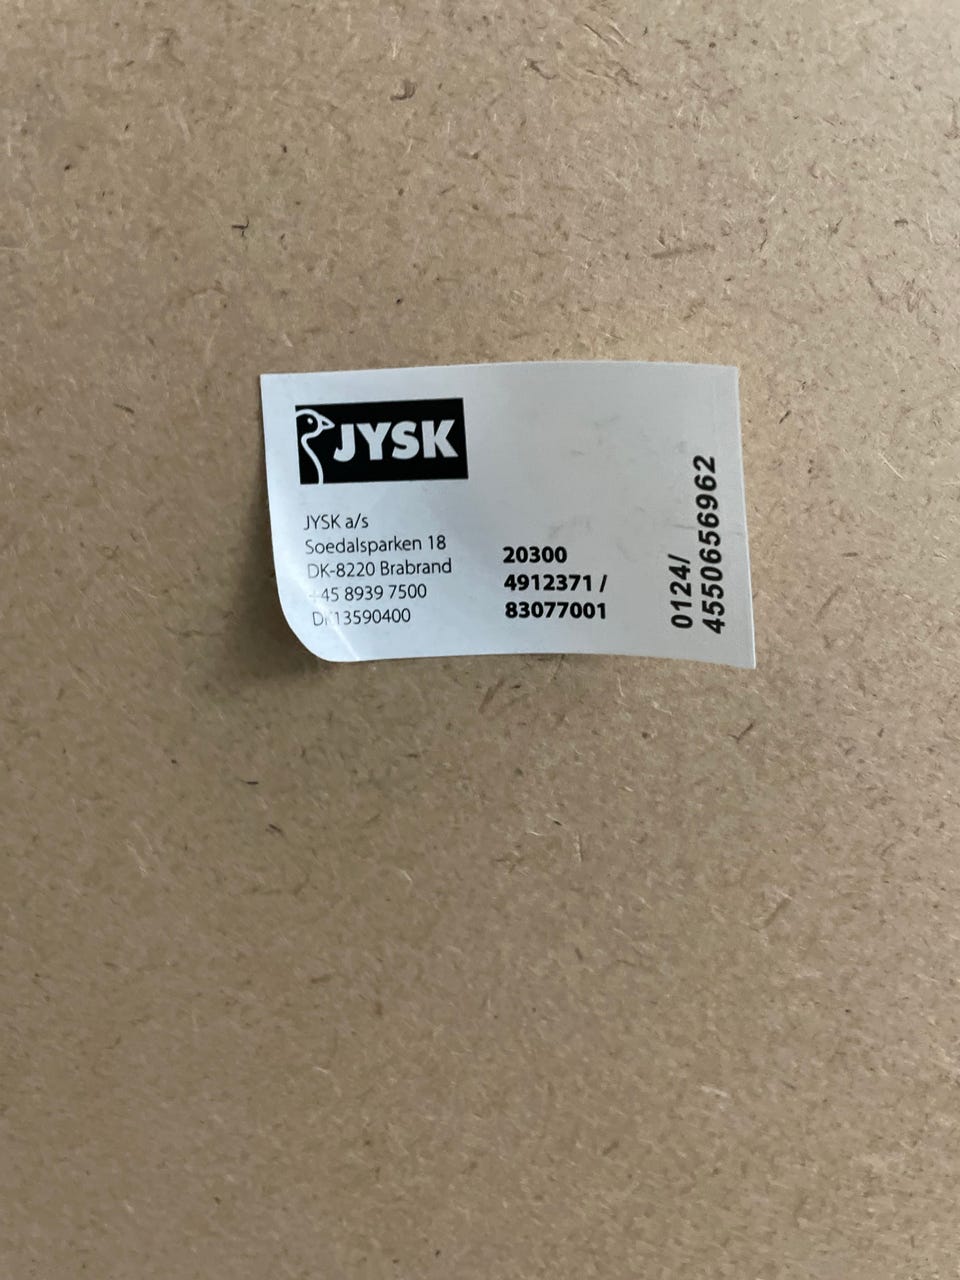 JYSK
JYSK a/s
Soedalsparken 18
DK-8220 Brabrand
+45 8939 7500
DK13590400
20300
4912371 /
83077001
0124/
4550656962